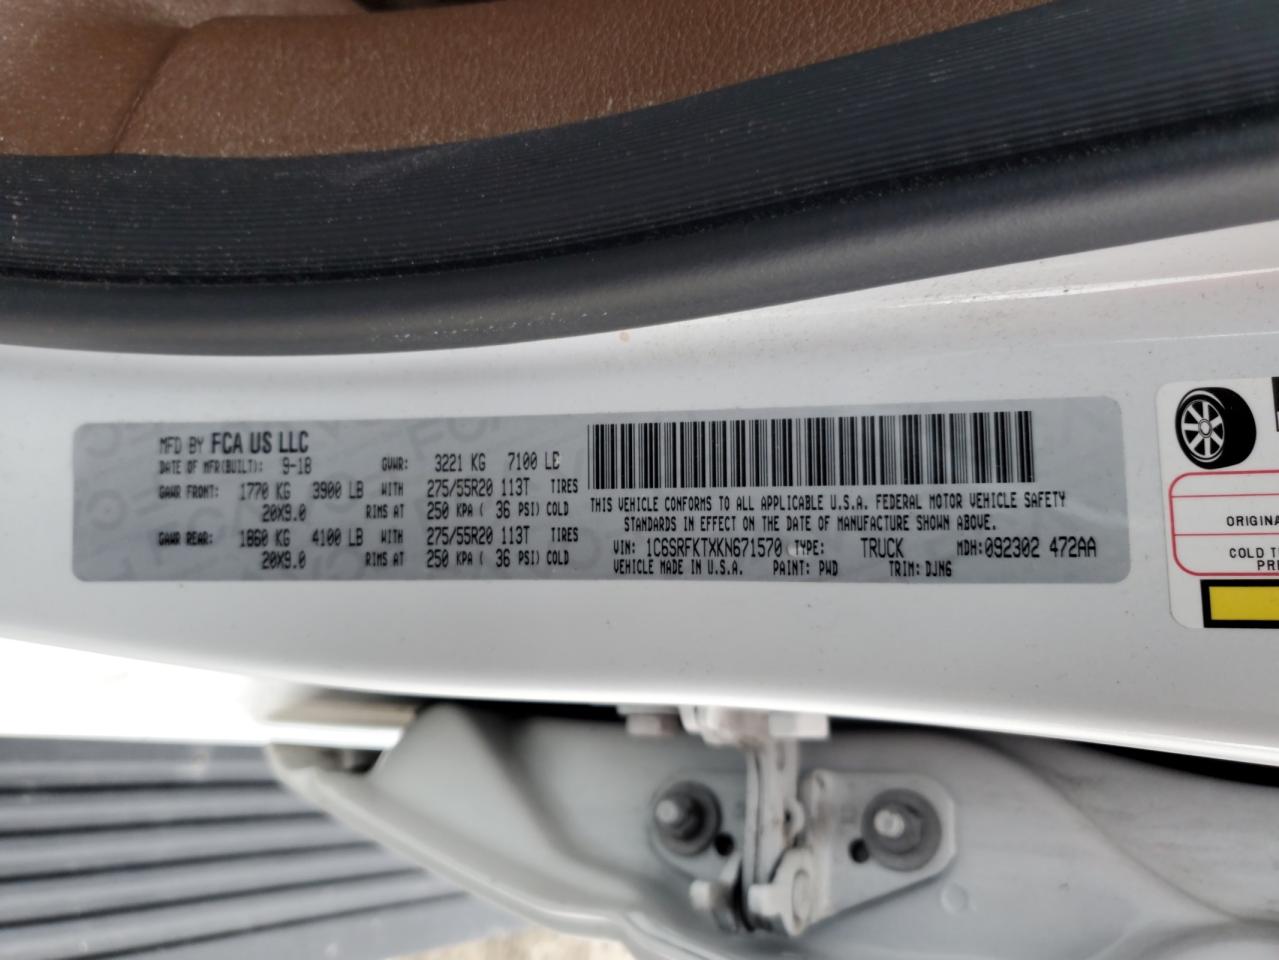 MFD BY FCA US LLC
DATE OF MFR(BUILT): 9-18 GVWR: 3221 KG 7100 LB
GAWR FRONT: 1770 KG 3900 LB WITH 275/55R20 113T TIRES
20X9.0 RIMS AT 250 KPA ( 36 PSI) COLD
GAWR REAR: 1860 KG 4100 LB WITH 275/55R20 113T TIRES
20X9.0 RIMS AT 250 KPA ( 36 PSI) COLD
THIS VEHICLE CONFORMS TO ALL APPLICABLE U.S.A. FEDERAL MOTOR VEHICLE SAFETY
STANDARDS IN EFFECT ON THE DATE OF MANUFACTURE SHOWN ABOVE.
VIN: 1C6SRFKTXKN671570 TYPE: TRUCK MDH: 092302 472AA
VEHICLE MADE IN U.S.A. PAINT: PWD TRIM: DJN6
ORIGINA
COLD T
PRE